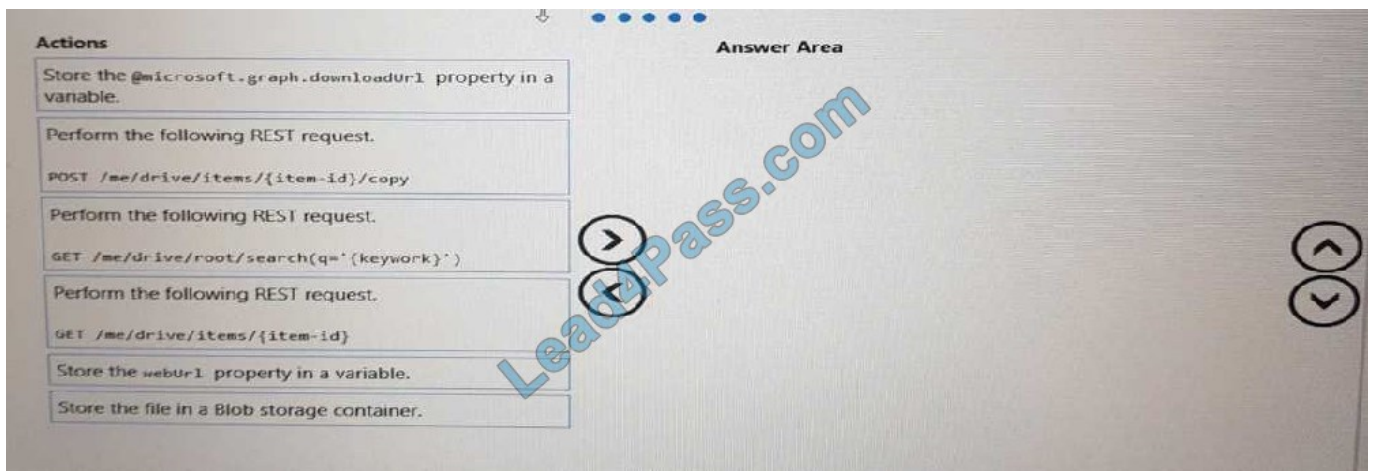 Actions
Answer Area
Store the @microsoft.graph.downloadUrl property in a
variable.
Perform the following REST request.
POST /me/drive/items/{item-id}/copy
Perform the following REST request.
GET /me/drive/root/search(q='{keywork}')
Perform the following REST request.
GET /me/drive/items/{item-id}
Store the webUrl property in a variable.
Store the file in a Blob storage container.
Lead4Pass.com